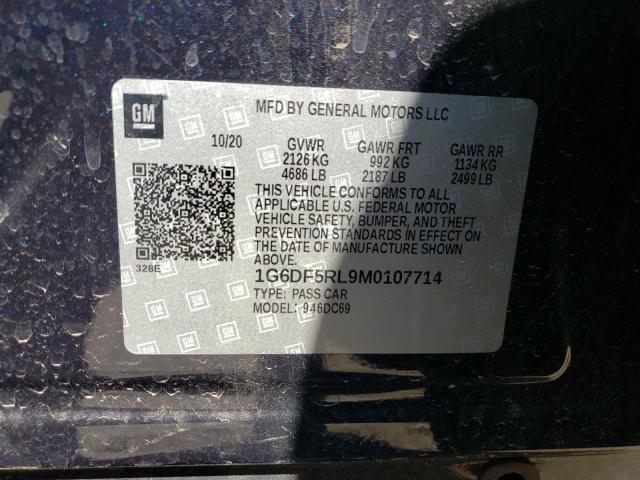 GM
MFD BY GENERAL MOTORS LLC
10/20 GVWR GAWR FRT GAWR RR
2126 KG 992 KG 1134 KG
4686 LB 2187 LB 2499 LB
THIS VEHICLE CONFORMS TO ALL
APPLICABLE U.S. FEDERAL MOTOR
VEHICLE SAFETY, BUMPER, AND THEFT
PREVENTION STANDARDS IN EFFECT ON
THE DATE OF MANUFACTURE SHOWN
ABOVE.
328E
1G6DF5RL9M0107714
TYPE: PASS CAR
MODEL: 946DC69